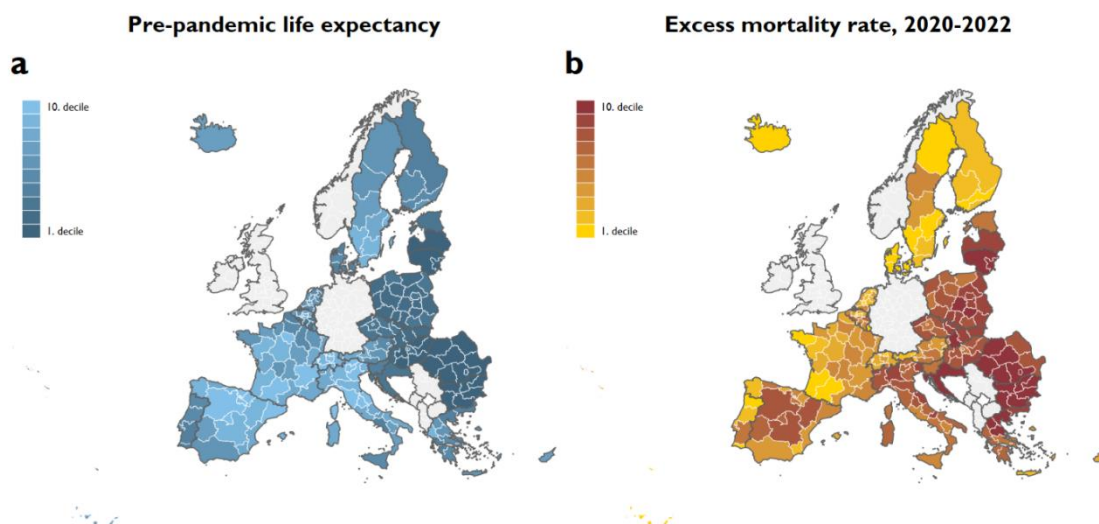 Pre-pandemic life expectancy
Excess mortality rate, 2020-2022
a
b
10. decile
1. decile
10. decile
1. decile